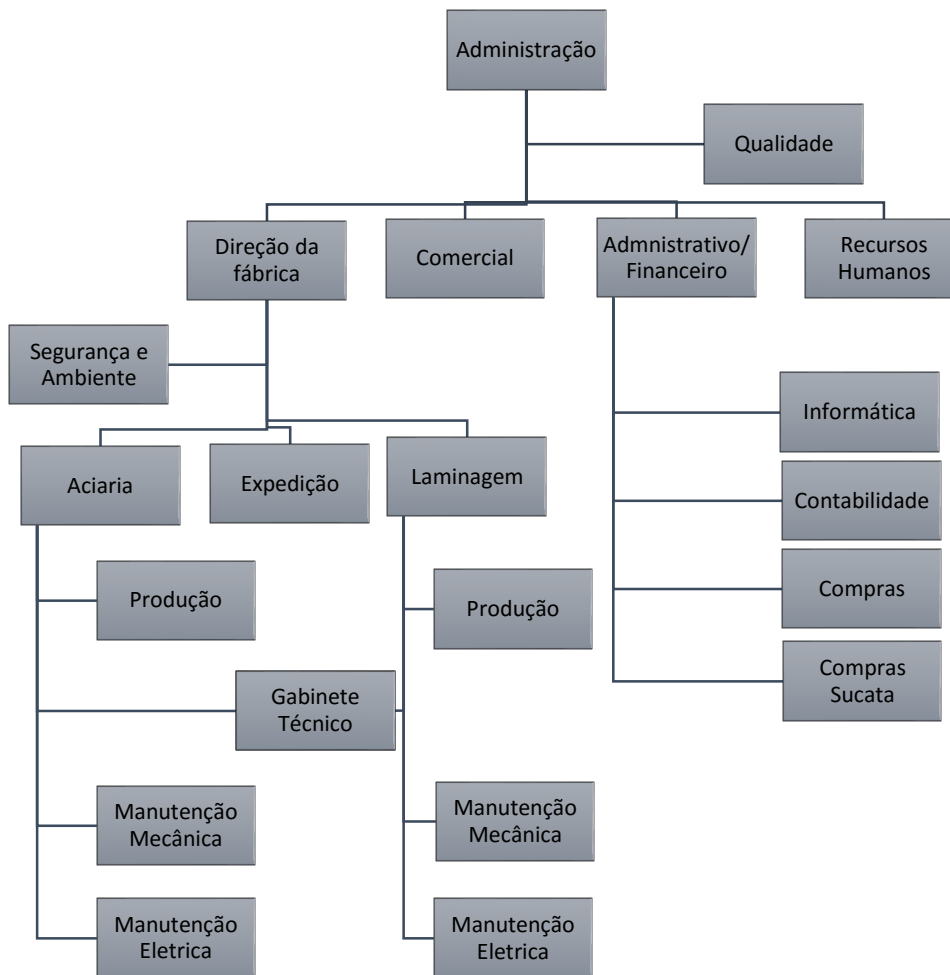 Administração
Qualidade
Direção da
fábrica
Comercial
Admnistrativo/
Financeiro
Recursos
Humanos
Segurança e
Ambiente
Informática
Aciaria
Expedição
Laminagem
Contabilidade
Produção
Produção
Compras
Gabinete
Técnico
Compras
Sucata
Manutenção
Mecânica
Manutenção
Mecânica
Manutenção
Eletrica
Manutenção
Eletrica